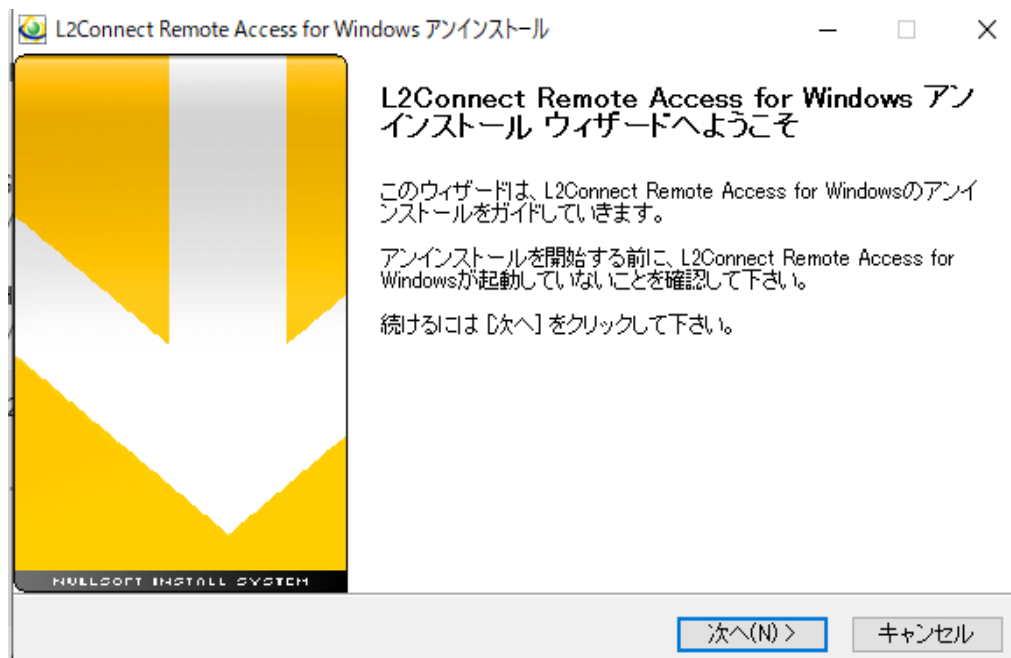 L2Connect Remote Access for Windows アンインストール
L2Connect Remote Access for Windows アン
インストール ウィザードへようこそ
このウィザードは、L2Connect Remote Access for Windowsのアンイ
ンストールをガイドしていきます。
アンインストールを開始する前に、L2Connect Remote Access for
Windowsが起動していないことを確認して下さい。
続けるには [次へ] をクリックして下さい。
NULLSOFT INSTALL SYSTEM
次へ(N) >
キャンセル